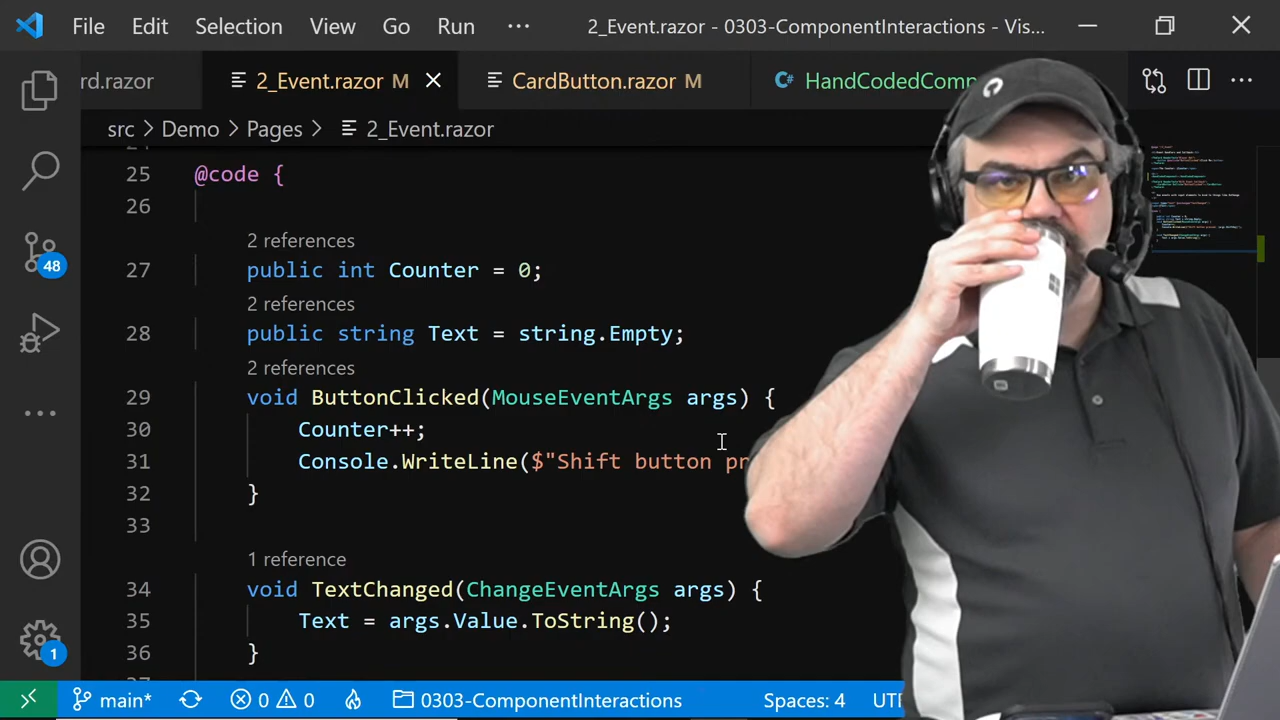 File Edit Selection View Go Run ··· 2_Event.razor - 0303-ComponentInteractions - Vis...
rd.razor 2_Event.razor M CardButton.razor M C# HandCodedComp
src > Demo > Pages > 2_Event.razor
25 @code {
26
2 references
27 public int Counter = 0;
2 references
28 public string Text = string.Empty;
2 references
29 void ButtonClicked(MouseEventArgs args) {
30 Counter++;
31 Console.WriteLine($"Shift button pr
32 }
33
1 reference
34 void TextChanged(ChangeEventArgs args) {
35 Text = args.Value.ToString();
36 }
48
1
main* 0 0 0303-ComponentInteractions Spaces: 4 UTF